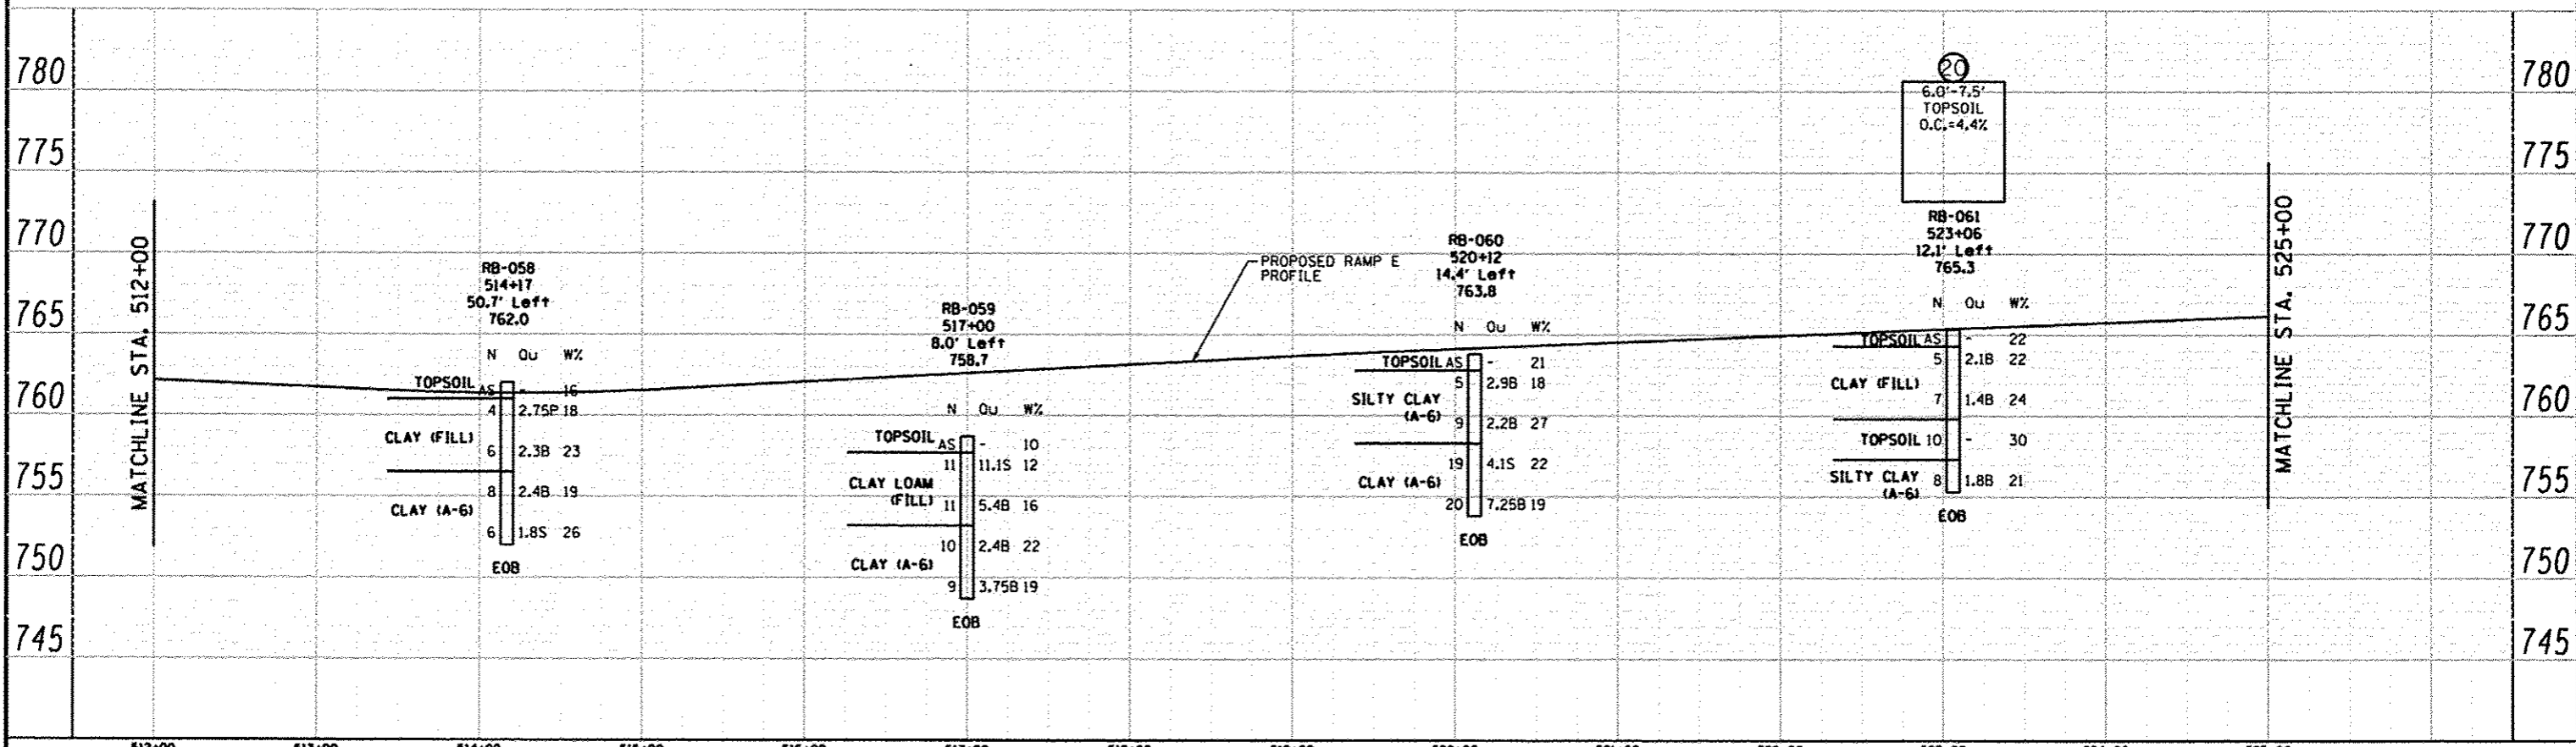 780
775
770
765
760
755
750
745
MATCHLINE STA. 512+00
RB-058
514+17
50.7' Left
762.0
N Qu W%
TOPSOIL AS - 16
4 2.75P 18
CLAY (FILL)
6 2.3B 23
8 2.4B 19
CLAY (A-6)
6 1.8S 26
EOB
RB-059
517+00
8.0' Left
758.7
N Qu W%
TOPSOIL AS - 10
11 11.1S 12
CLAY LOAM
(FILL) 11 5.4B 16
10 2.4B 22
CLAY (A-6)
9 3.75B 19
EOB
PROPOSED RAMP E
PROFILE
RB-060
520+12
14.4' Left
763.8
N Qu W%
TOPSOIL AS - 21
5 2.9B 18
SILTY CLAY
(A-6)
9 2.2B 27
19 4.1S 22
CLAY (A-6)
20 7.25B 19
EOB
20
6.0'-7.5'
TOPSOIL
O.C.=4.4%
RB-061
523+06
12.1' Left
765.3
N Qu W%
TOPSOIL AS - 22
5 2.1B 22
CLAY (FILL)
7 1.4B 24
TOPSOIL 10 - 30
SILTY CLAY 8 1.8B 21
(A-6)
EOB
MATCHLINE STA. 525+00
780
775
770
765
760
755
750
745